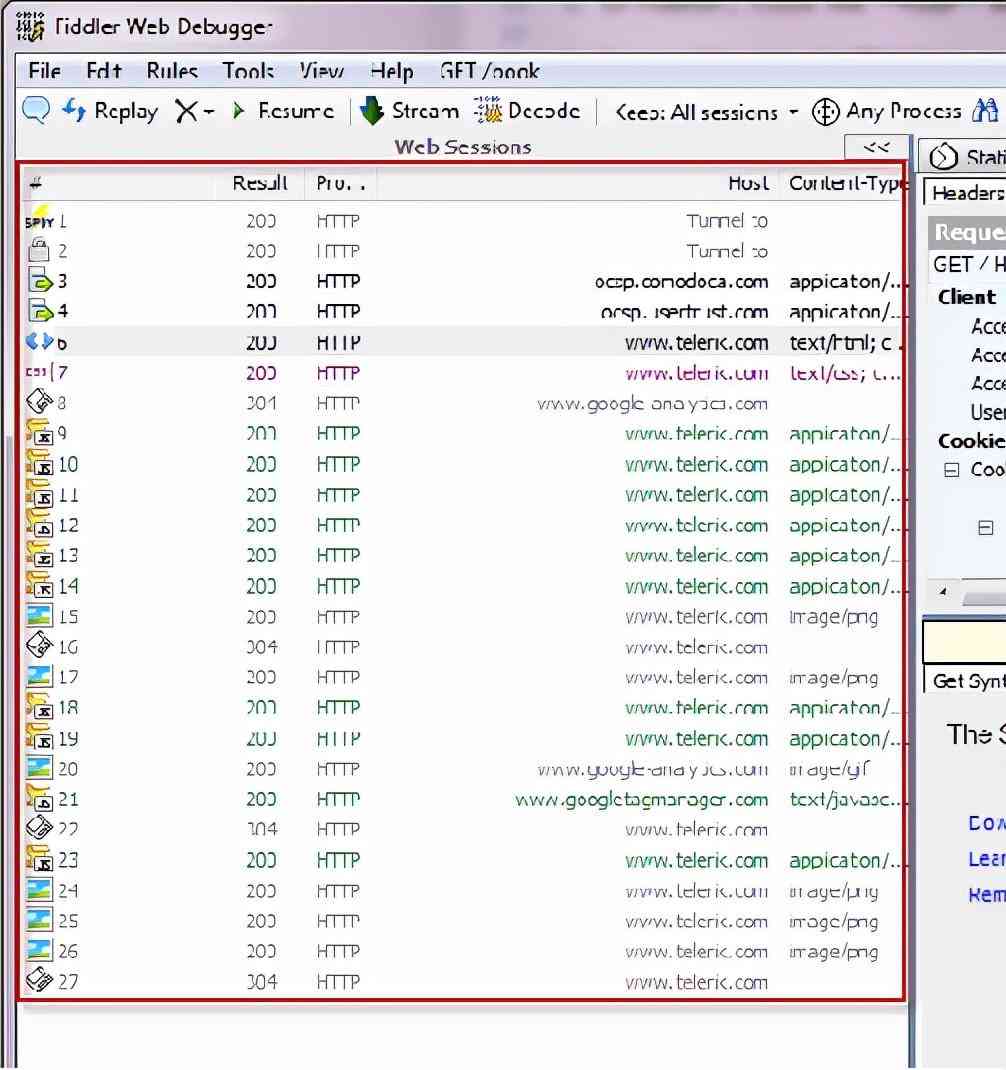 Fiddler Web Debugger
File Edit Rules Tools View Help GET /book
Replay X Resume Stream Decode Keep: All sessions Any Process
Web Sessions <<
# Result Pro... Host Content-Type
1 200 HTTP Tunnel to
2 200 HTTP Tunnel to
3 200 HTTP ocsp.comodoca.com application/...
4 200 HTTP ocsp.usertrust.com application/...
6 200 HTTP www.telerik.com text/html; c...
7 200 HTTP www.telerik.com text/css; c...
8 304 HTTP www.google-analytics.com
9 200 HTTP www.telerik.com application/...
10 200 HTTP www.telerik.com application/...
11 200 HTTP www.telerik.com application/...
12 200 HTTP www.telerik.com application/...
13 200 HTTP www.telerik.com application/...
14 200 HTTP www.telerik.com application/...
15 200 HTTP www.telerik.com image/png
16 304 HTTP www.telerik.com
17 200 HTTP www.telerik.com image/png
18 200 HTTP www.telerik.com application/...
19 200 HTTP www.telerik.com application/...
20 200 HTTP www.google-analytics.com image/gif
21 200 HTTP www.googletagmanager.com text/javasc...
22 304 HTTP www.telerik.com
23 200 HTTP www.telerik.com application/...
24 200 HTTP www.telerik.com image/png
25 200 HTTP www.telerik.com image/png
26 200 HTTP www.telerik.com image/png
27 304 HTTP www.telerik.com
Stati
Headers
Reque
GET / H
Client
Acce
Acce
Acce
User
Cookie
Coo
Get Synt
The S
Dow
Lear
Rem